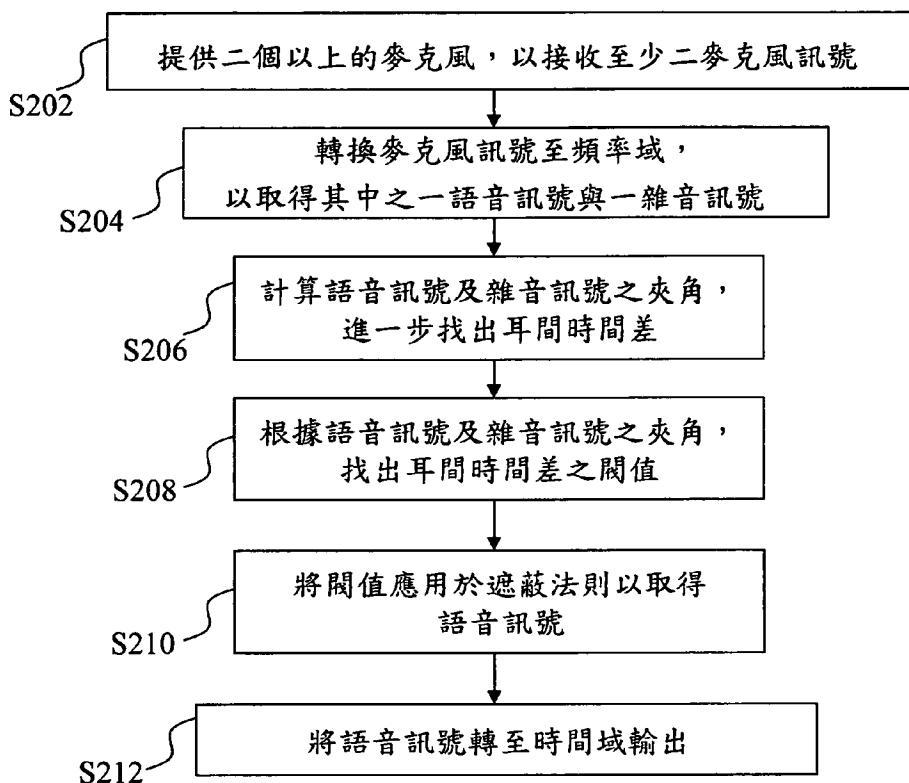 提供二個以上的麥克風，以接收至少二麥克風訊號
S202
轉換麥克風訊號至頻率域，
以取得其中之一語音訊號與一雜音訊號
S204
計算語音訊號及雜音訊號之夾角，
進一步找出耳間時間差
S206
根據語音訊號及雜音訊號之夾角，
找出耳間時間差之閥值
S208
將閥值應用於遮蔽法則以取得
語音訊號
S210
將語音訊號轉至時間域輸出
S212